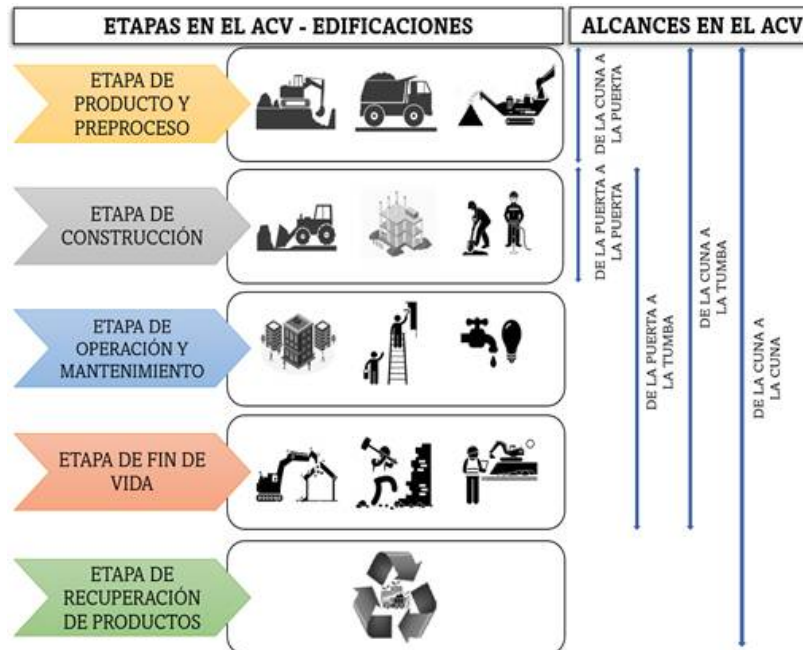 ETAPAS EN EL ACV - EDIFICACIONES
ALCANCES EN EL ACV
ETAPA DE
PRODUCTO Y
PREPROCESO
ETAPA DE
CONSTRUCCIÓN
ETAPA DE
OPERACIÓN Y
MANTENIMIENTO
ETAPA DE FIN DE
VIDA
ETAPA DE
RECUPERACIÓN
DE PRODUCTOS
DE LA CUNA A
LA PUERTA
DE LA PUERTA A
LA PUERTA
DE LA PUERTA A
LA TUMBA
DE LA CUNA A
LA TUMBA
DE LA CUNA A
LA CUNA